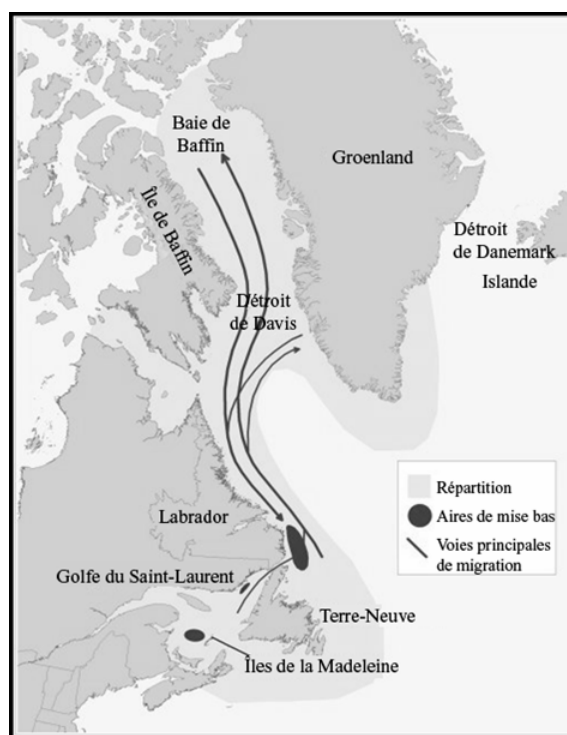 Baie de
Baffin
Groenland
Île de Baffin
Détroit
de Danemark
Islande
Détroit
de Davis
Répartition
Aires de mise bas
Voies principales
de migration
Labrador
Golfe du Saint-Laurent
Terre-Neuve
Îles de la Madeleine